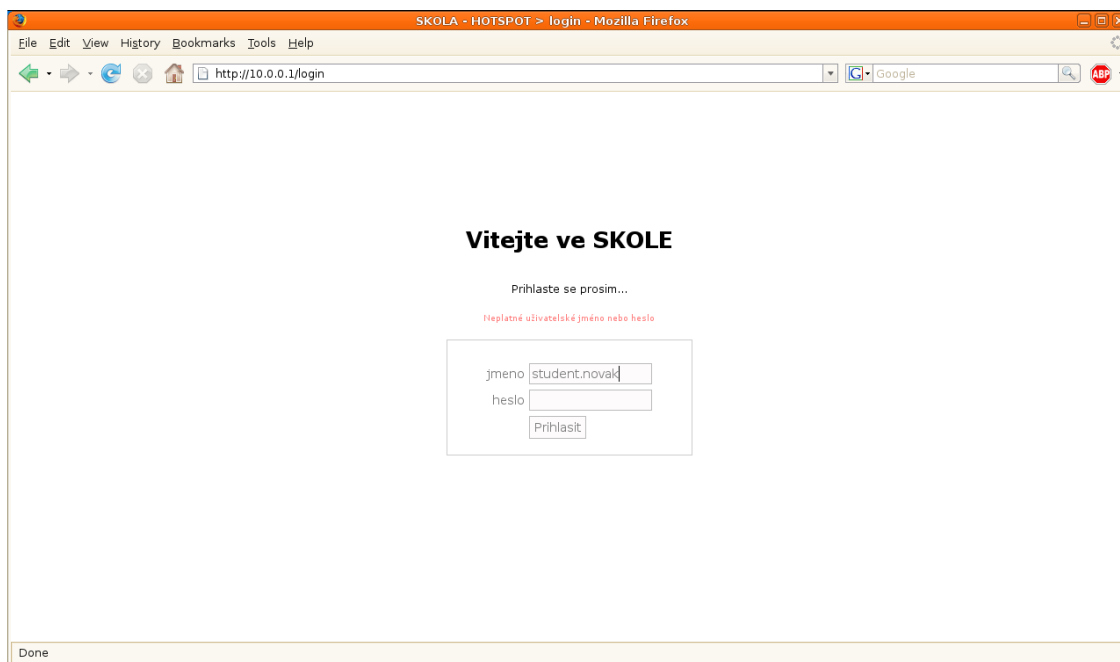 SKOLA - HOTSPOT > login - Mozilla Firefox
File Edit View History Bookmarks Tools Help
http://10.0.0.1/login G Google ABP
Vitejte ve SKOLE
Prihlaste se prosim...
Neplatné uživatelské jméno nebo heslo
jmeno student.novak
heslo
Prihlasit
Done